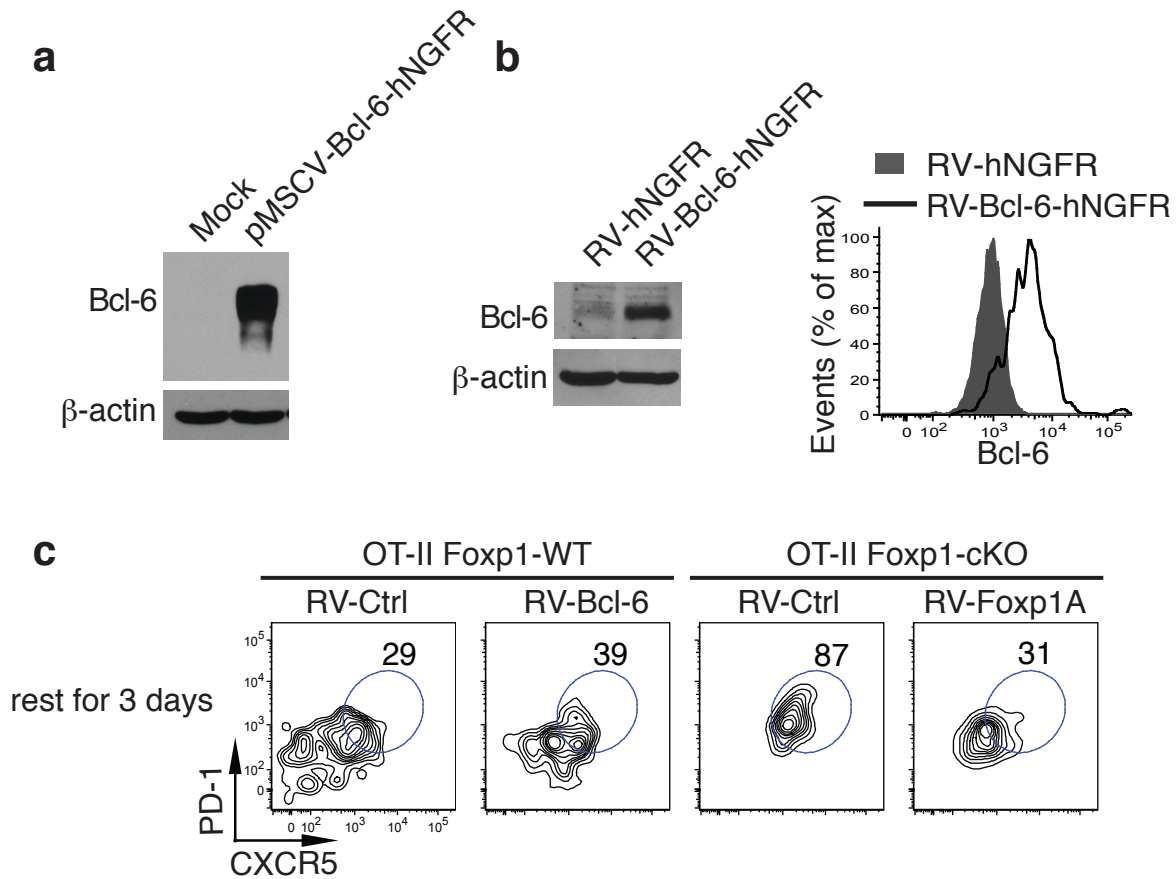 a
Mock
pMSCV-Bcl-6-hNGFR
Bcl-6
β-actin
b
RV-hNGFR
RV-Bcl-6-hNGFR
Bcl-6
β-actin
RV-hNGFR
RV-Bcl-6-hNGFR
Events (% of max)
100
80
60
40
20
0
0 10² 10³ 10⁴ 10⁵
Bcl-6
c
OT-II Foxp1-WT
OT-II Foxp1-cKO
RV-Ctrl
RV-Bcl-6
RV-Ctrl
RV-Foxp1A
rest for 3 days
29
39
87
31
10⁵
10⁴
10³
10²
0
0 10² 10³ 10⁴ 10⁵
PD-1
CXCR5